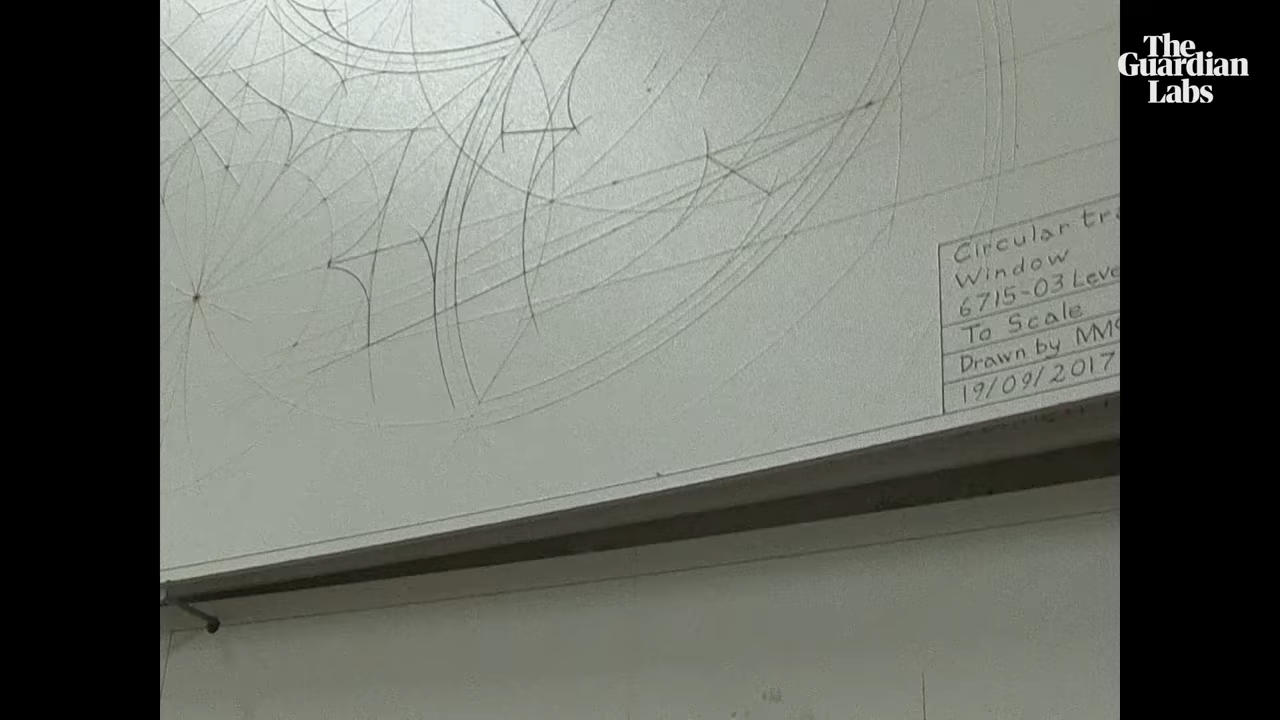 The
Guardian
Labs
Circular
Window
6715-03
To Scale
Drawn by
19/09/2017